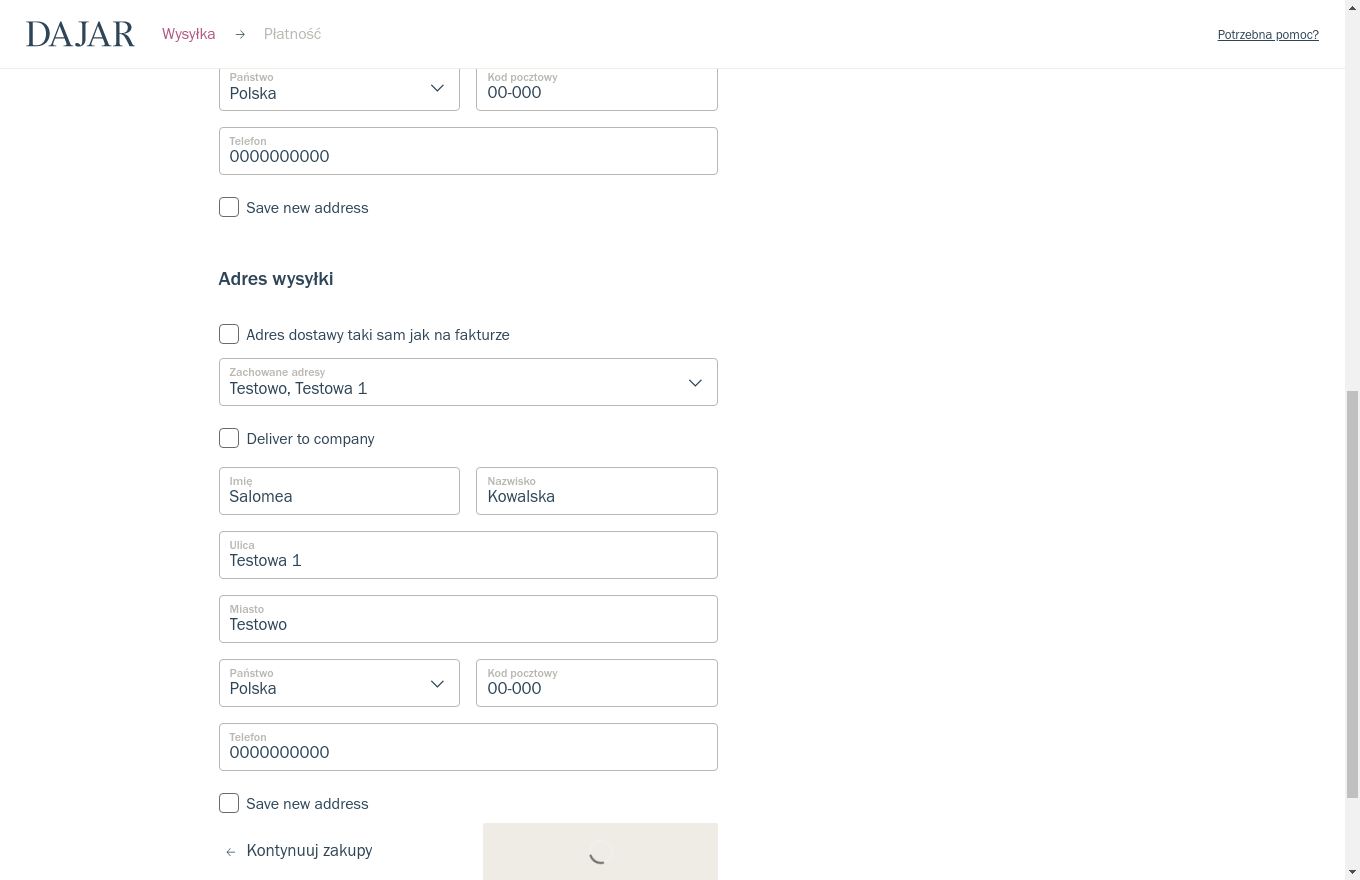 DAJAR Wysyłka → Płatność Potrzebna pomoc?
Państwo Kod pocztowy
Polska 00-000
Telefon
0000000000
Save new address
Adres wysyłki
Adres dostawy taki sam jak na fakturze
Zachowane adresy
Testowo, Testowa 1
Deliver to company
Imię Nazwisko
Salomea Kowalska
Ulica
Testowa 1
Miasto
Testowo
Państwo Kod pocztowy
Polska 00-000
Telefon
0000000000
Save new address
← Kontynuuj zakupy